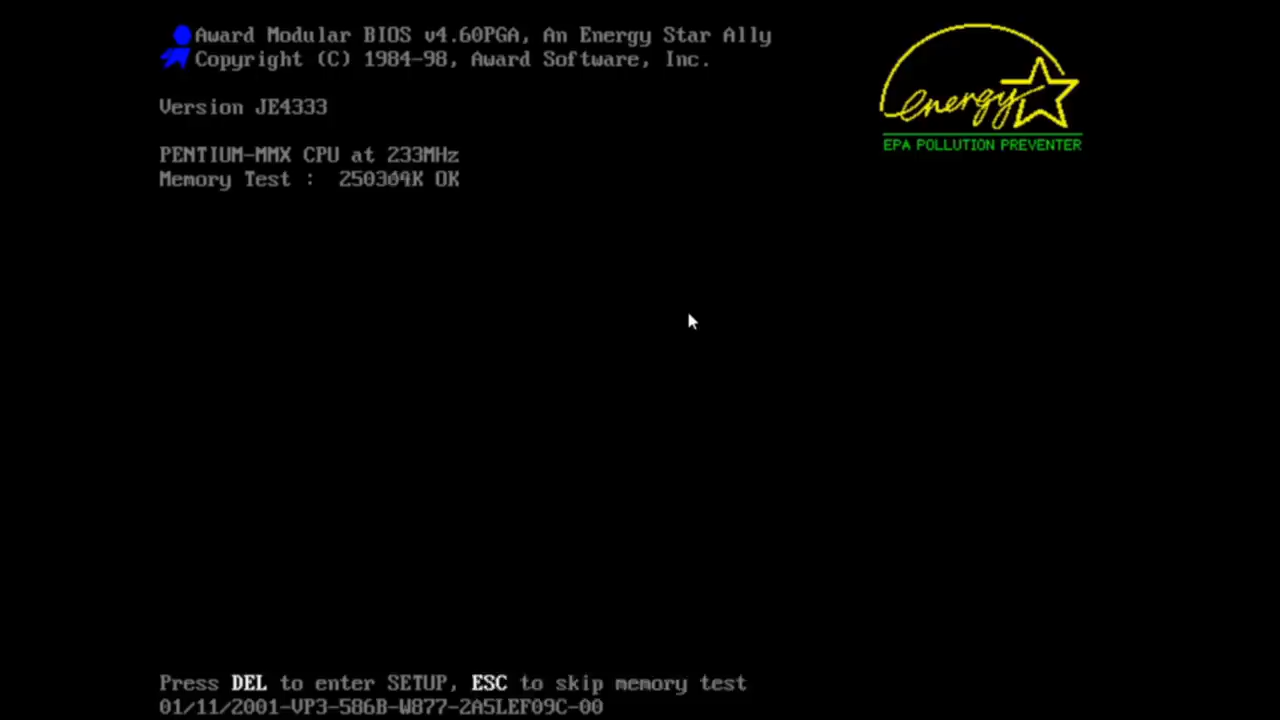 Award Modular BIOS v4.60PGA, An Energy Star Ally
Copyright (C) 1984-98, Award Software, Inc.
energy
EPA POLLUTION PREVENTER
Version JE4333
PENTIUM-MMX CPU at 233MHz
Memory Test : OK
Press DEL to enter SETUP, ESC to skip memory test
01/11/2001-VP3-586B-W877-2A5LEF09C-00